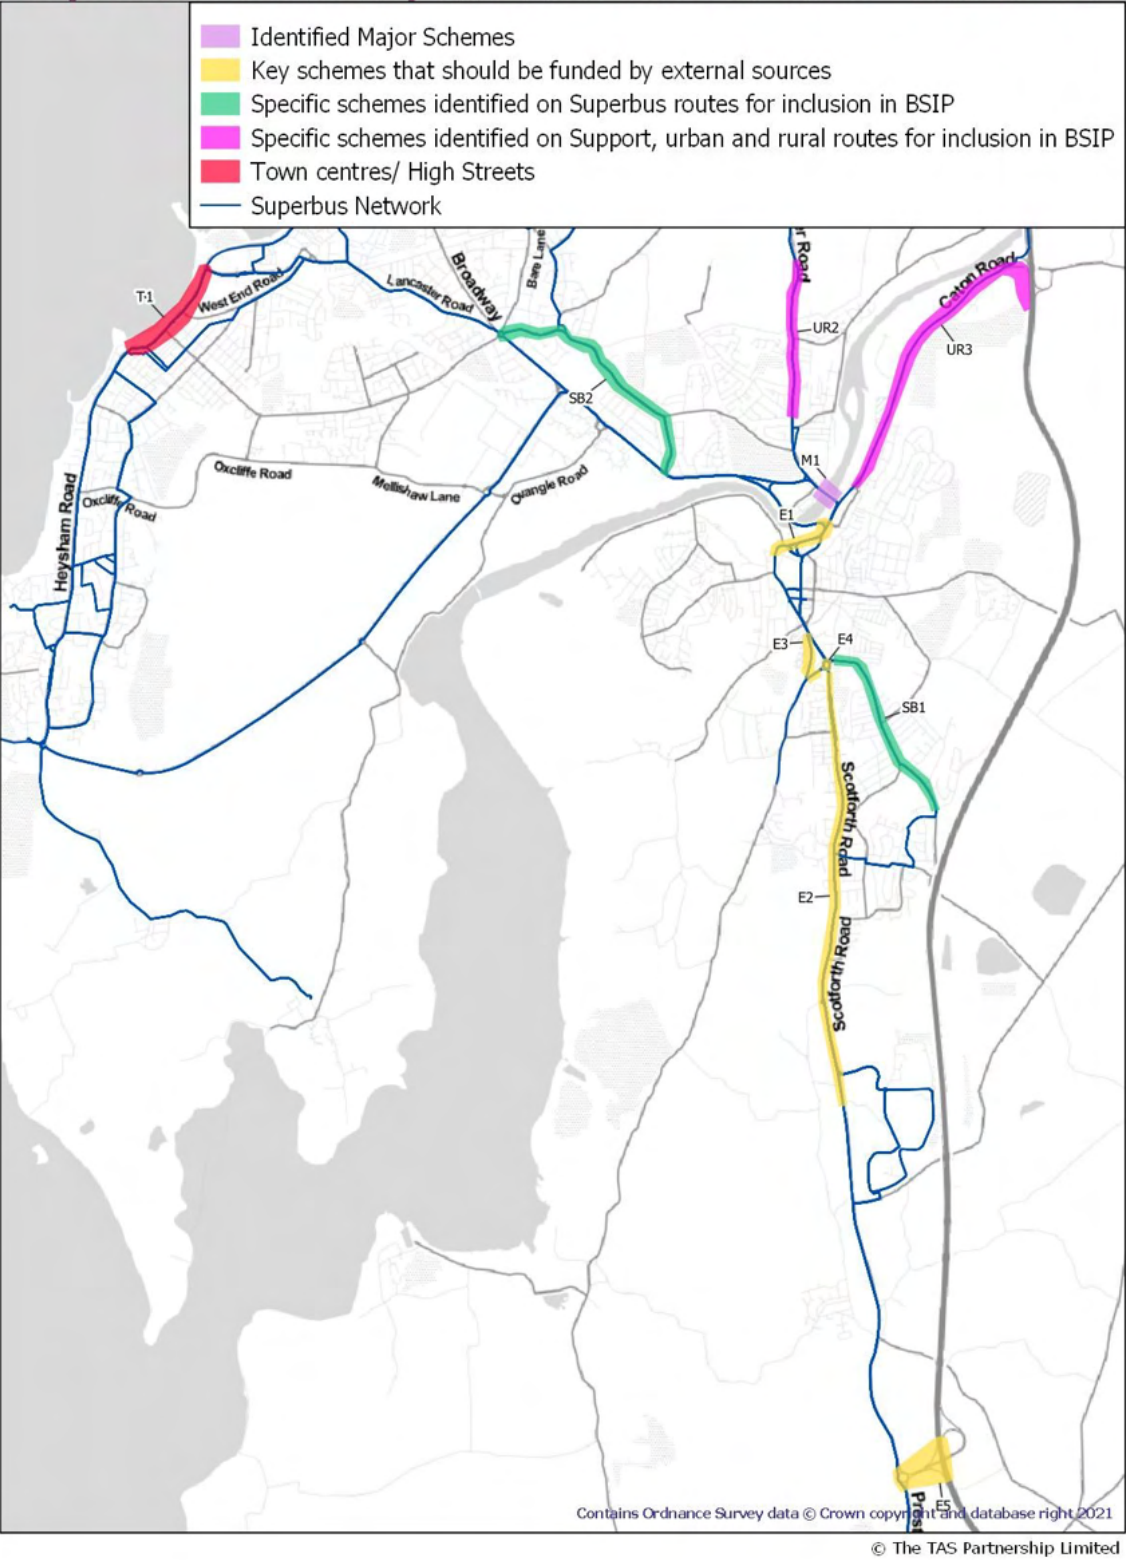 Identified Major Schemes
Key schemes that should be funded by external sources
Specific schemes identified on Superbus routes for inclusion in BSIP
Specific schemes identified on Support, urban and rural routes for inclusion in BSIP
Town centres/ High Streets
Superbus Network
Broadway
Bare Lane
r Road
Caton Road
T-1
West End Road
Lancaster Road
UR2
UR3
SB2
M1
Oxcliffe Road
Mellishaw Lane
Ovangle Road
Oxcliffe Road
Heysham Road
E1
E3
E4
SB1
Scotforth Road
E2
Scotforth Road
E5
Prest
Contains Ordnance Survey data © Crown copyright and database right 2021
© The TAS Partnership Limited